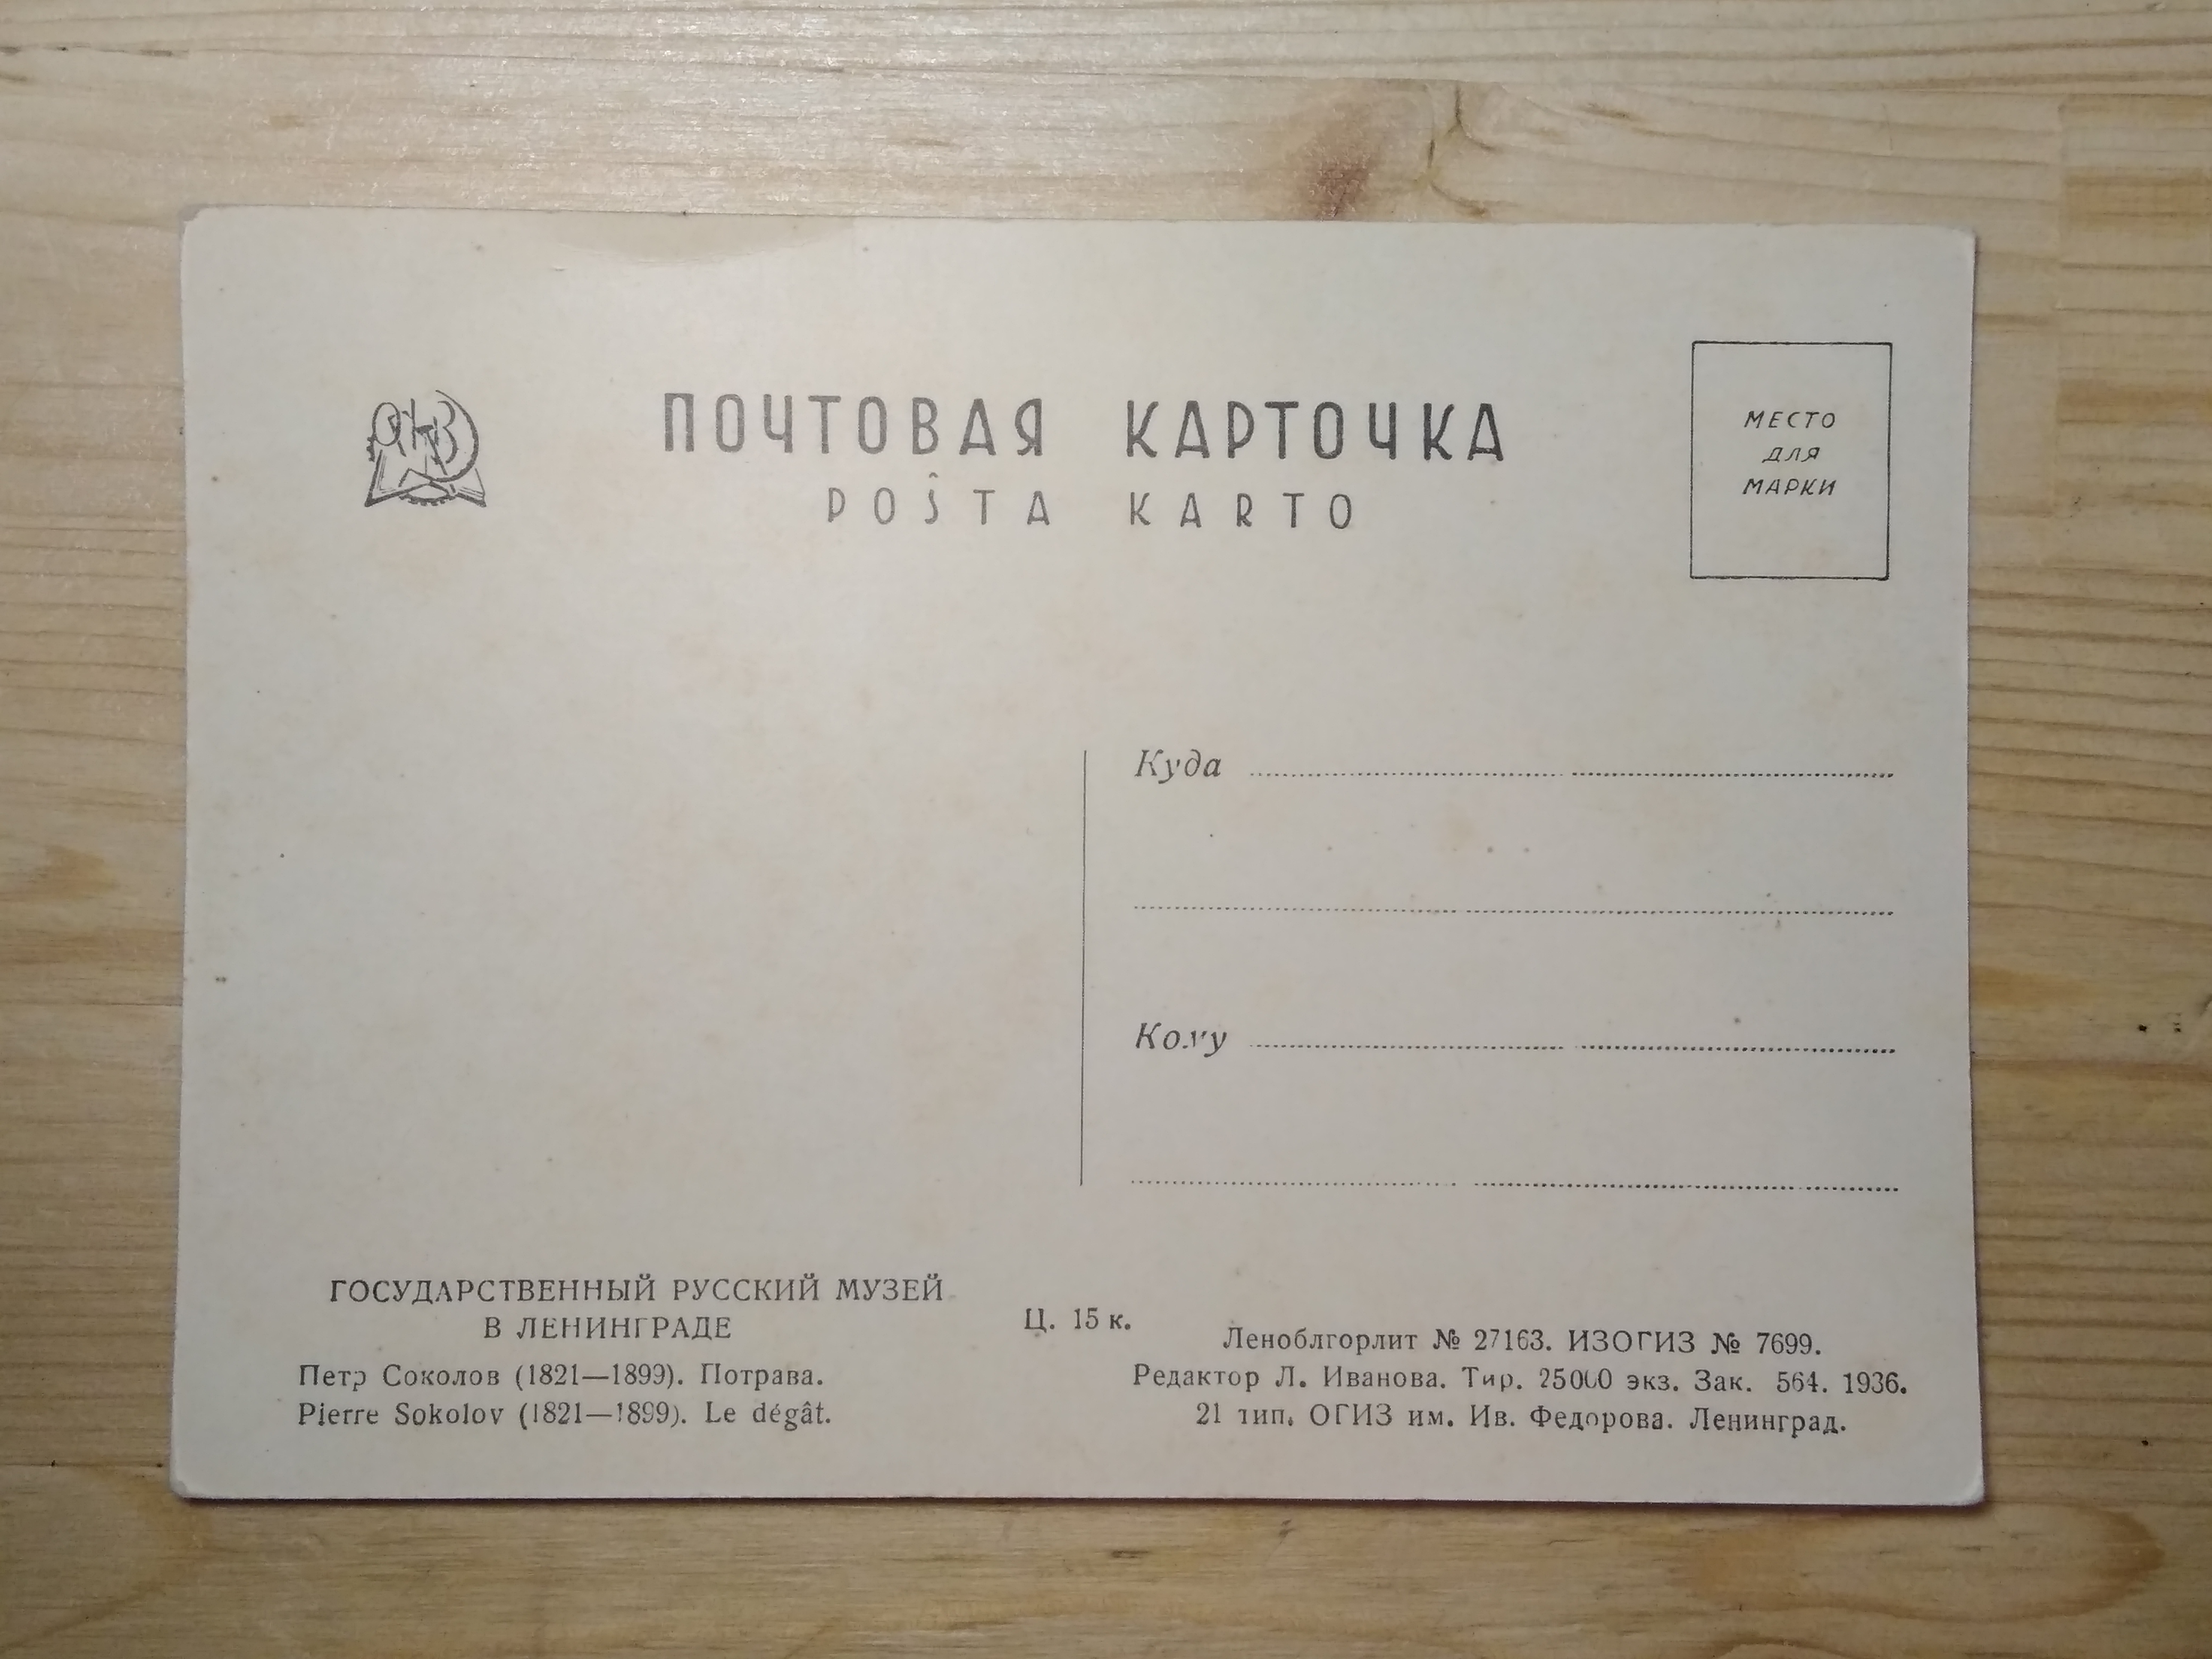 ОГИЗ
ПОЧТОВАЯ КАРТОЧКА
POŜTA KARTO
МЕСТО
ДЛЯ
МАРКИ
Куда
Кому
ГОСУДАРСТВЕННЫЙ РУССКИЙ МУЗЕЙ
В ЛЕНИНГРАДЕ
Петр Соколов (1821—1899). Потрава.
Pierre Sokolov (1821—1899). Le dégât.
Ц. 15 к.
Леноблгорлит № 27163. ИЗОГИЗ № 7699.
Редактор Л. Иванова. Тир. 25000 экз. Зак. 564. 1936.
21 тип. ОГИЗ им. Ив. Федорова. Ленинград.